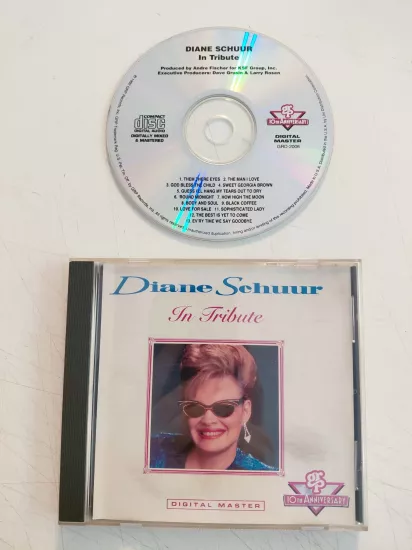 DIANE SCHUUR
In Tribute
Produced by Andre Fischer for KSF Group, Inc.
Executive Producers: Dave Grusin & Larry Rosen
COMPACT
disc
DIGITAL AUDIO
DIGITALLY MIXED
& MASTERED
GRP
10TH ANNIVERSARY
DIGITAL
MASTER
GRD-2006
1. THEM THERE EYES 2. THE MAN I LOVE
3. GOD BLESS THE CHILD 4. SWEET GEORGIA BROWN
5. GUESS I'LL HANG MY TEARS OUT TO DRY
6. 'ROUND MIDNIGHT 7. HOW HIGH THE MOON
8. BODY AND SOUL 9. BLACK COFFEE
10. LOVE FOR SALE 11. SOPHISTICATED LADY
12. THE BEST IS YET TO COME
13. EV'RY TIME WE SAY GOODBYE
Diane Schuur
In Tribute
GRP
10TH ANNIVERSARY
DIGITAL MASTER